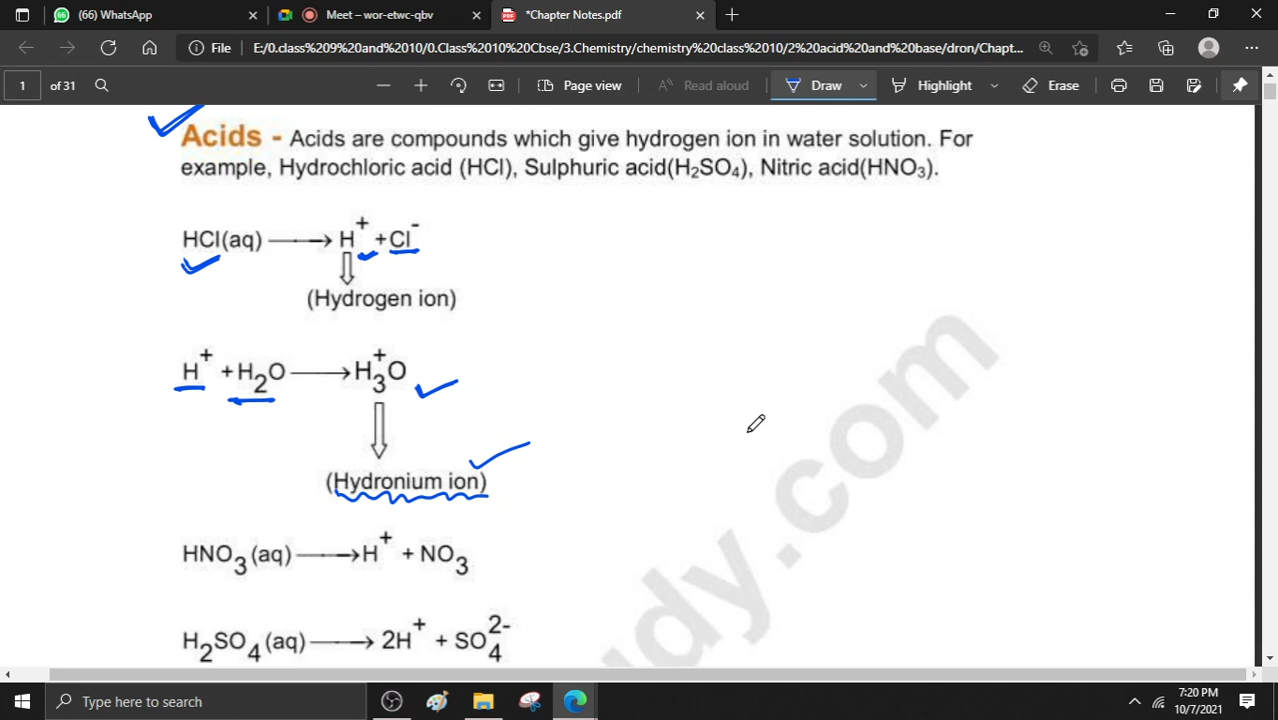 (66) WhatsApp
Meet – wor-etwc-qbv
*Chapter Notes.pdf
File E:/0.class%209%20and%2010/0.Class%2010%20Cbse/3.Chemistry/chemistry%20class%2010/2%20acid%20and%20base/dron/Chapt...
1 of 31 Page view Read aloud Draw Highlight Erase
Acids - Acids are compounds which give hydrogen ion in water solution. For
example, Hydrochloric acid (HCl), Sulphuric acid(H₂SO₄), Nitric acid(HNO₃).
HCl(aq) ⟶ H⁺ + Cl⁻
(Hydrogen ion)
H⁺ + H₂O ⟶ H₃⁺O
(Hydronium ion)
HNO₃(aq) ⟶ H⁺ + NO₃
H₂SO₄(aq) ⟶ 2H⁺ + SO₄²⁻
dy.com
Type here to search
7:20 PM
10/7/2021